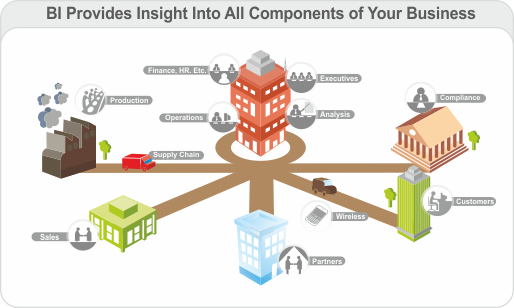 BI Provides Insight Into All Components of Your Business
Finance, HR. Etc.
Executives
Production
Compliance
Operations
Analysis
Supply Chain
Customers
Wireless
Sales
Partners